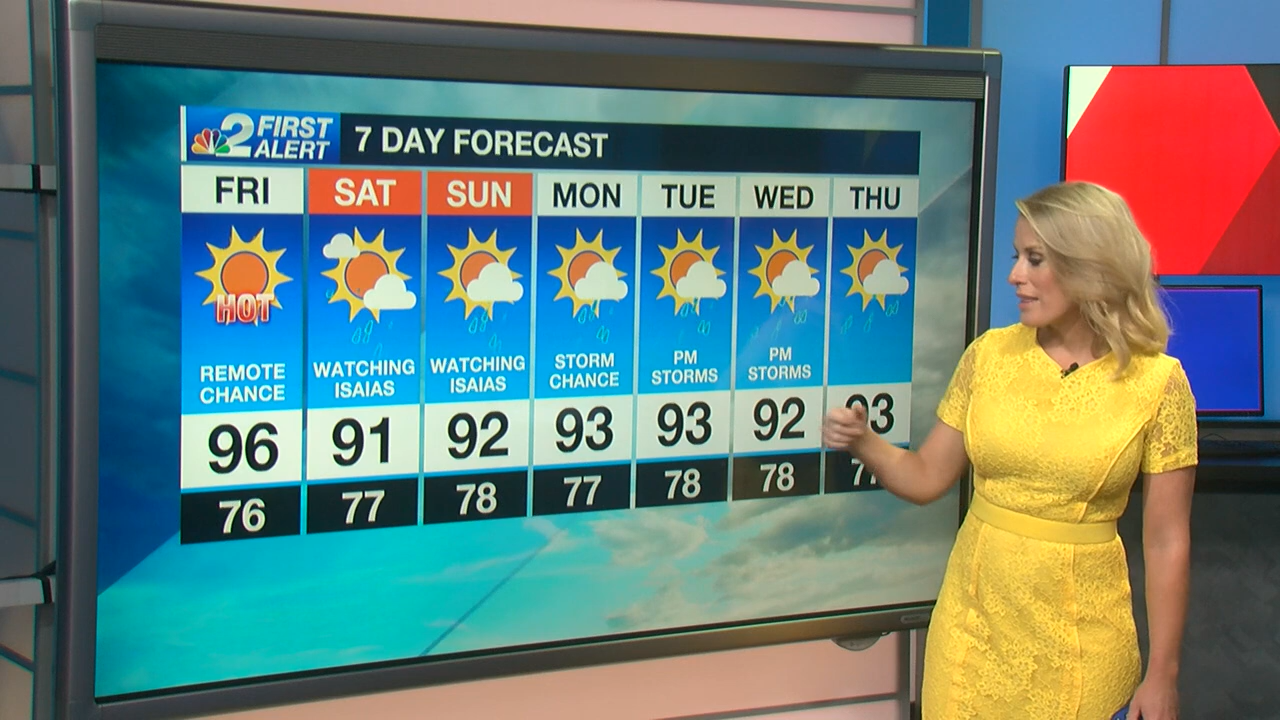 2 FIRST ALERT
7 DAY FORECAST
FRI SAT SUN MON TUE WED THU
HOT
REMOTE CHANCE
WATCHING ISAIAS
WATCHING ISAIAS
STORM CHANCE
PM STORMS
PM STORMS
96 91 92 93 93 92 93
76 77 78 77 78 78